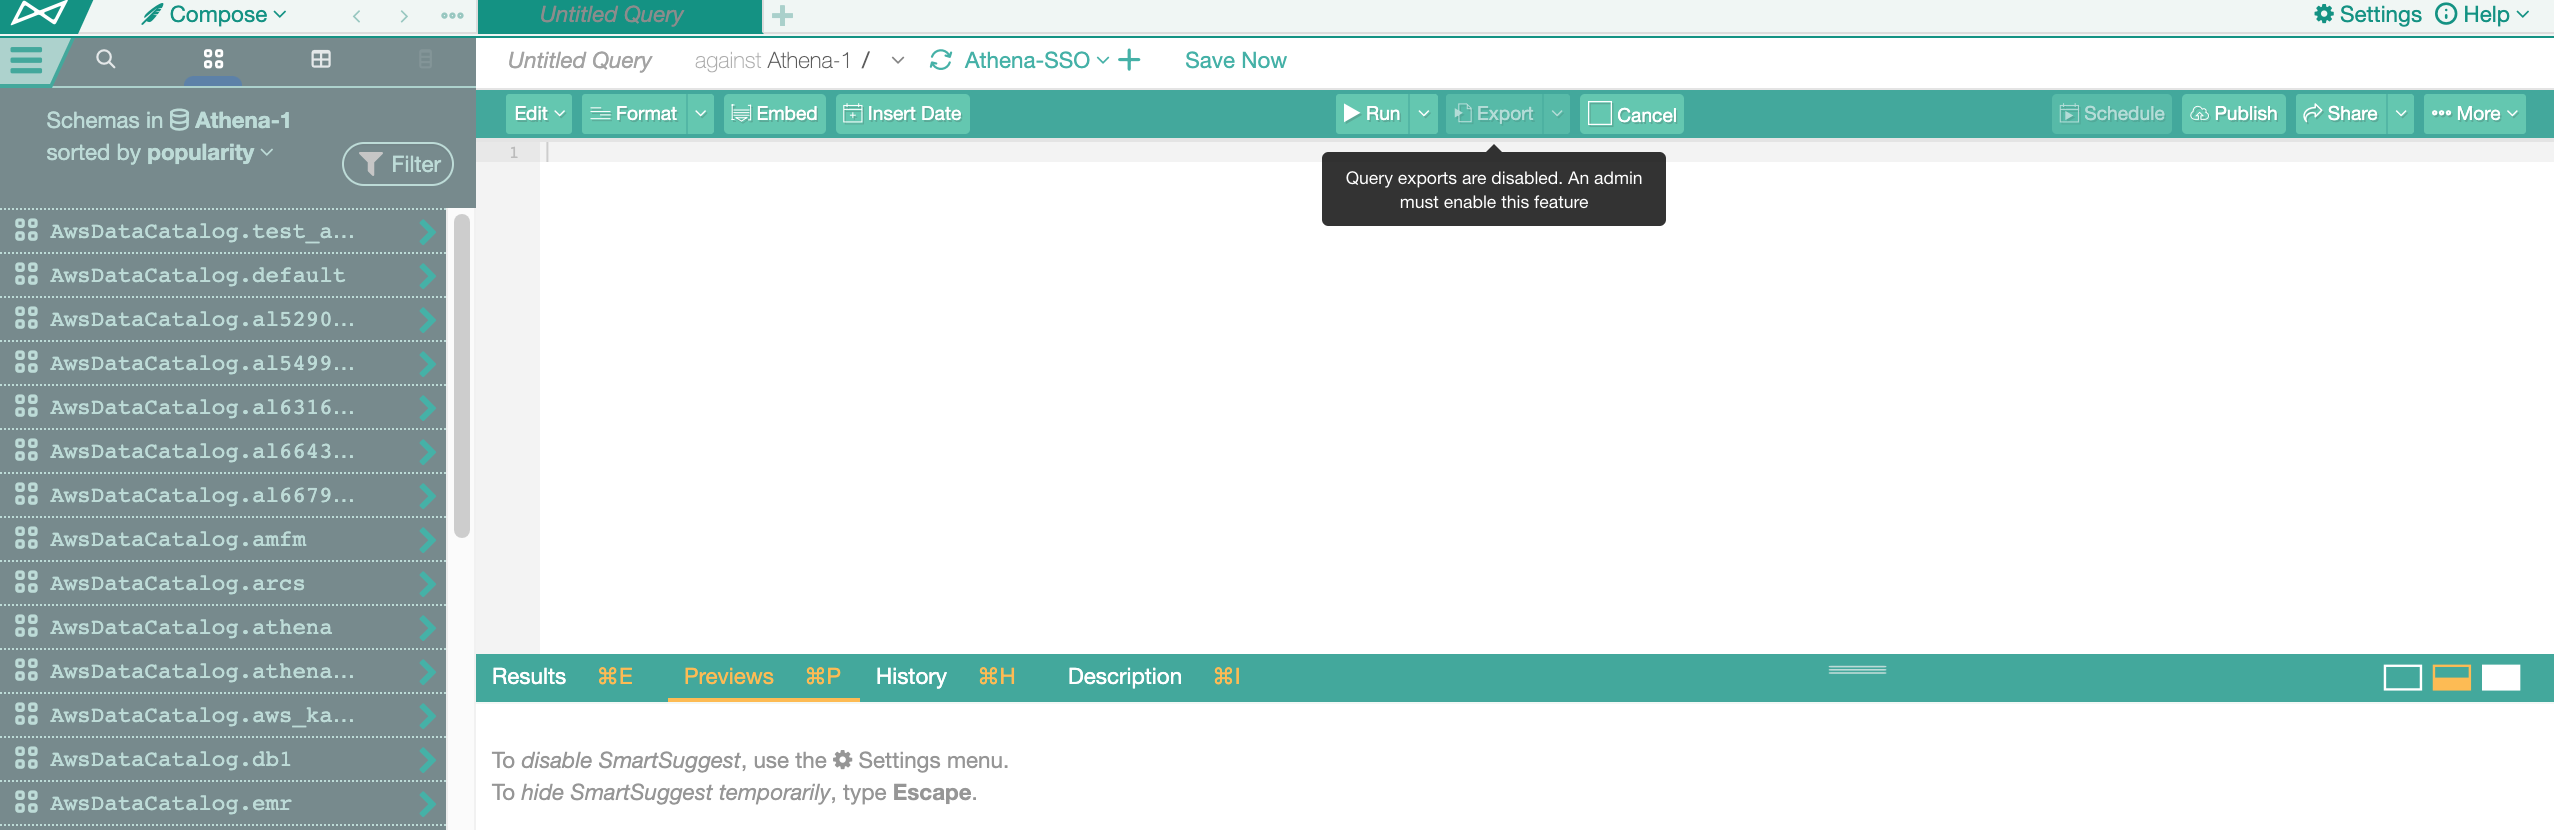 Compose
Untitled Query
Settings
Help
Untitled Query
against Athena-1 /
Athena-SSO
Save Now
Schemas in Athena-1
sorted by popularity
Filter
Edit
Format
Embed
Insert Date
Run
Export
Cancel
Schedule
Publish
Share
More
1
Query exports are disabled. An admin
must enable this feature
AwsDataCatalog.test_a...
AwsDataCatalog.default
AwsDataCatalog.al5290...
AwsDataCatalog.al5499...
AwsDataCatalog.al6316...
AwsDataCatalog.al6643...
AwsDataCatalog.al6679...
AwsDataCatalog.amfm
AwsDataCatalog.arcs
AwsDataCatalog.athena
AwsDataCatalog.athena...
AwsDataCatalog.aws_ka...
AwsDataCatalog.db1
AwsDataCatalog.emr
Results ⌘E
Previews ⌘P
History ⌘H
Description ⌘I
To disable SmartSuggest, use the Settings menu.
To hide SmartSuggest temporarily, type Escape.